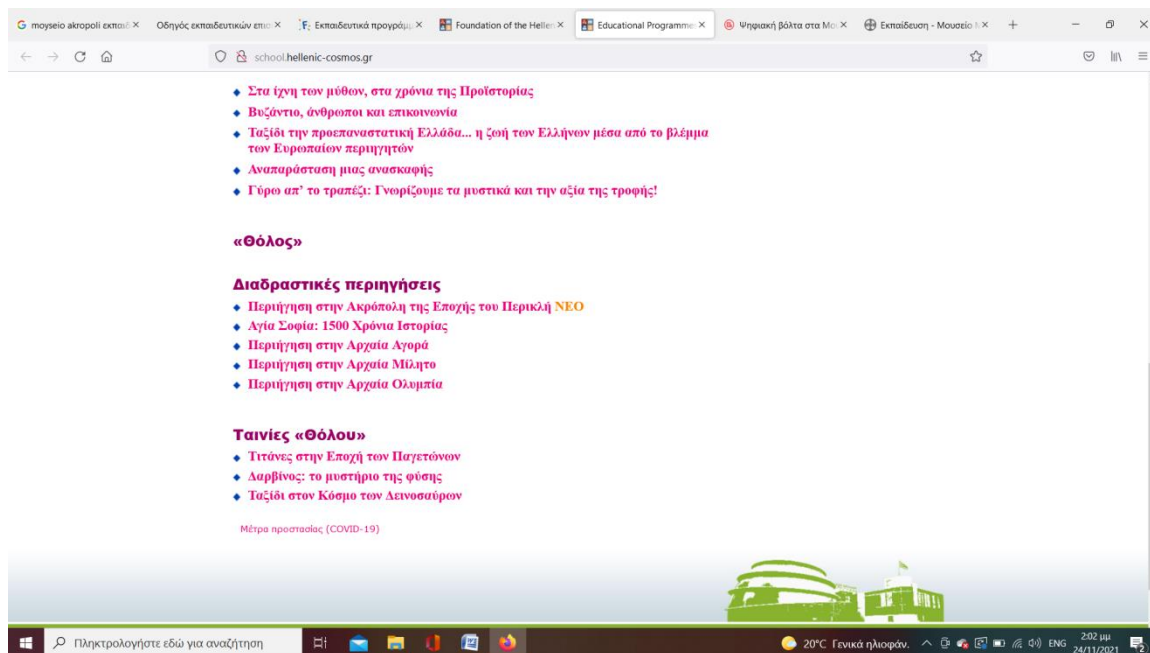 moyseio akropoli εκπαιδ
Οδηγός εκπαιδευτικών επισ
Εκπαιδευτικά προγράμμ
Foundation of the Hellen
Educational Programmes
Ψηφιακή βόλτα στα Μο
Εκπαίδευση - Μουσείο
school.hellenic-cosmos.gr
Στα ίχνη των μύθων, στα χρόνια της Προϊστορίας
Βυζάντιο, άνθρωποι και επικοινωνία
Ταξίδι την προεπαναστατική Ελλάδα... η ζωή των Ελλήνων μέσα από το βλέμμα
των Ευρωπαίων περιηγητών
Αναπαράσταση μιας ανασκαφής
Γύρω απ’ το τραπέζι: Γνωρίζουμε τα μυστικά και την αξία της τροφής!
«Θόλος»
Διαδραστικές περιηγήσεις
Περιήγηση στην Ακρόπολη της Εποχής του Περικλή ΝΕΟ
Αγία Σοφία: 1500 Χρόνια Ιστορίας
Περιήγηση στην Αρχαία Αγορά
Περιήγηση στην Αρχαία Μίλητο
Περιήγηση στην Αρχαία Ολυμπία
Ταινίες «Θόλου»
Τιτάνες στην Εποχή των Παγετώνων
Δαρβίνος: το μυστήριο της φύσης
Ταξίδι στον Κόσμο των Δεινοσαύρων
Μέτρα προστασίας (COVID-19)
Πληκτρολογήστε εδώ για αναζήτηση
20°C Γενικά ηλιοφάν.
ENG
2:02 μμ
24/11/2021